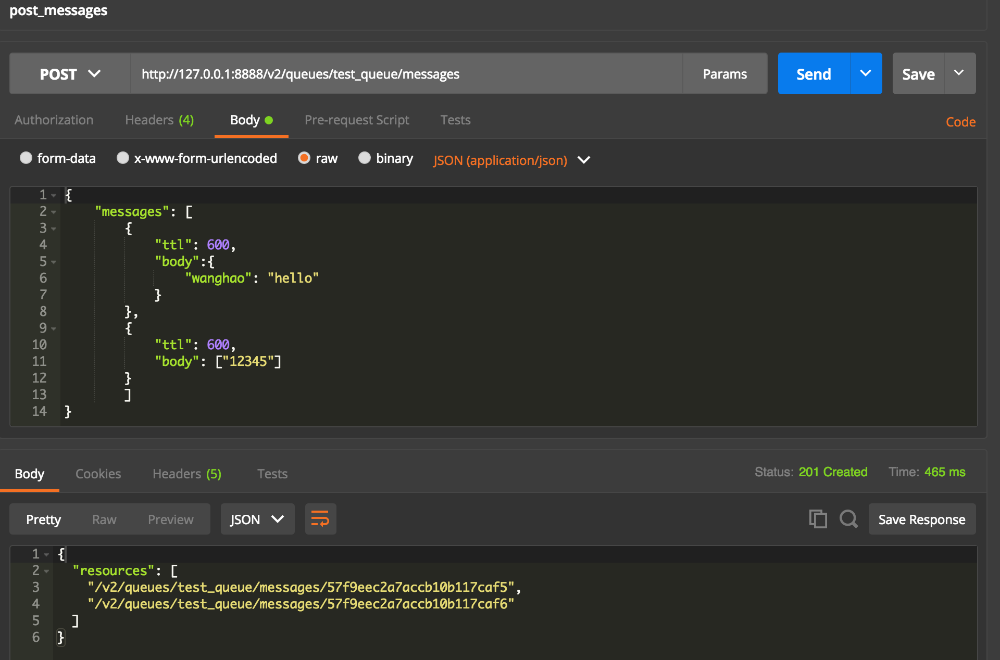 post_messages
POST http://127.0.0.1:8888/v2/queues/test_queue/messages Params Send Save
Authorization Headers (4) Body Pre-request Script Tests Code
form-data x-www-form-urlencoded raw binary JSON (application/json)
1 {
2 "messages": [
3 {
4 "ttl": 600,
5 "body":{
6 "wanghao": "hello"
7 }
8 },
9 {
10 "ttl": 600,
11 "body": ["12345"]
12 }
13 ]
14 }
Body Cookies Headers (5) Tests Status: 201 Created Time: 465 ms
Pretty Raw Preview JSON Save Response
1 {
2 "resources": [
3 "/v2/queues/test_queue/messages/57f9eec2a7accb10b117caf5",
4 "/v2/queues/test_queue/messages/57f9eec2a7accb10b117caf6"
5 ]
6 }